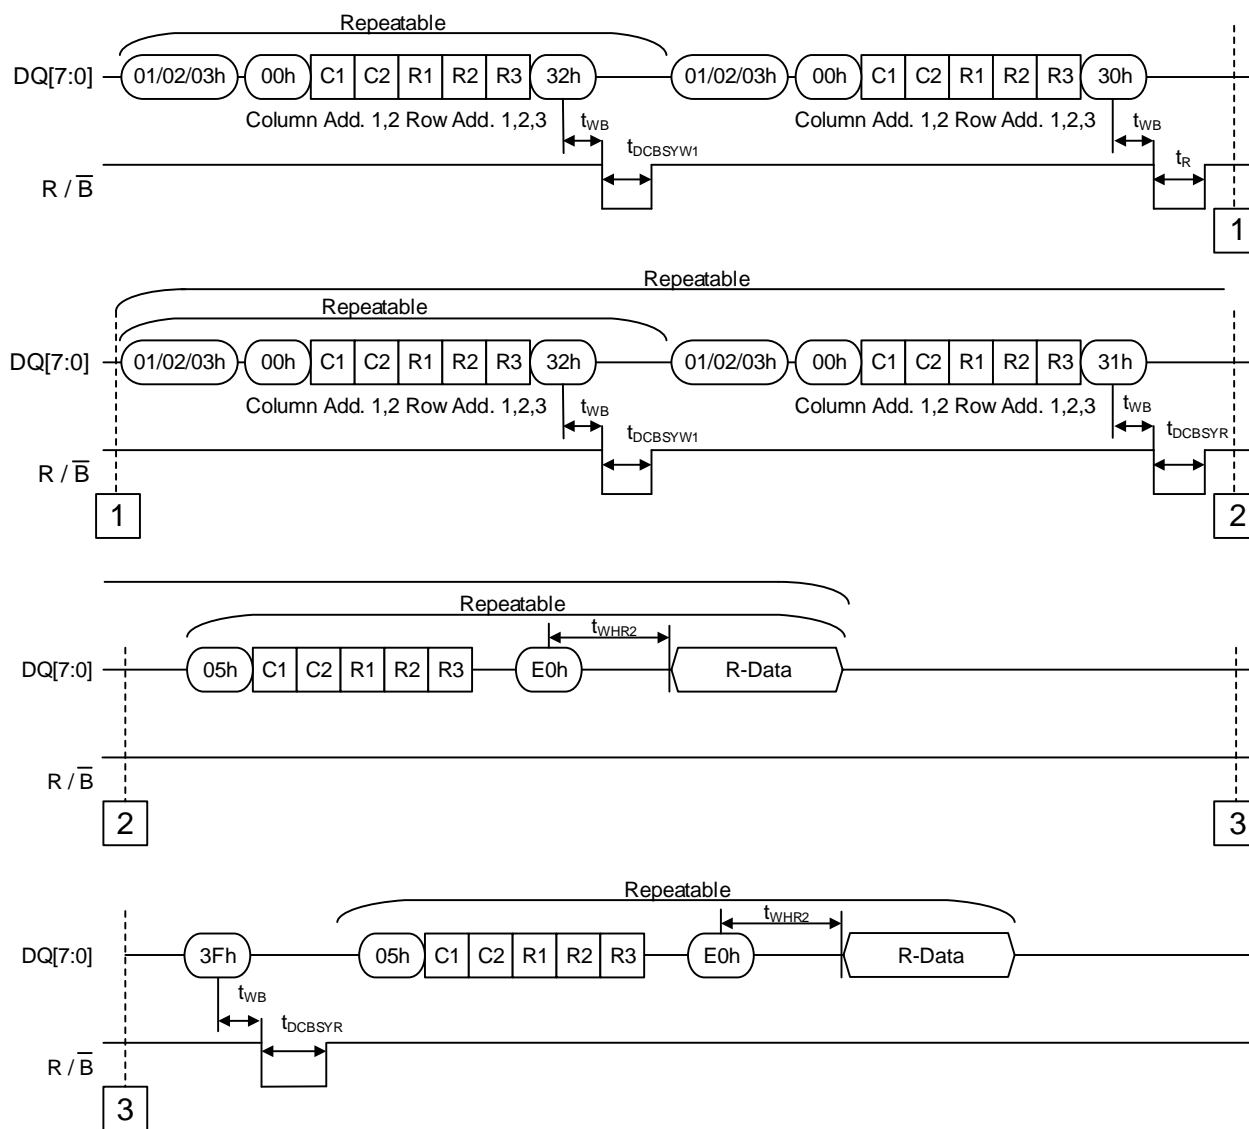 Repeatable
DQ[7:0] 01/02/03h 00h C1 C2 R1 R2 R3 32h 01/02/03h 00h C1 C2 R1 R2 R3 30h
Column Add. 1,2 Row Add. 1,2,3 tWB Column Add. 1,2 Row Add. 1,2,3 tWB
tDCBSYW1 tR
R / B
1
Repeatable
Repeatable
DQ[7:0] 01/02/03h 00h C1 C2 R1 R2 R3 32h 01/02/03h 00h C1 C2 R1 R2 R3 31h
Column Add. 1,2 Row Add. 1,2,3 tWB Column Add. 1,2 Row Add. 1,2,3 tWB
tDCBSYW1 tDCBSYR
R / B
1 2
Repeatable
tWHR2
DQ[7:0] 05h C1 C2 R1 R2 R3 E0h R-Data
R / B
2 3
Repeatable
tWHR2
DQ[7:0] 3Fh 05h C1 C2 R1 R2 R3 E0h R-Data
tWB
tDCBSYR
R / B
3